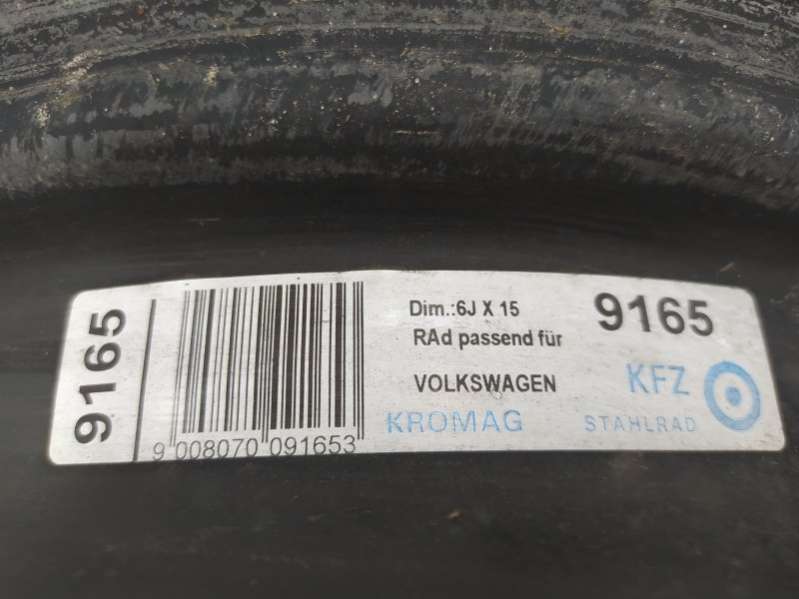 9165
9 008070 091653
Dim.:6J X 15
RAd passend für
VOLKSWAGEN
KROMAG
9165
KFZ
STAHLRAD